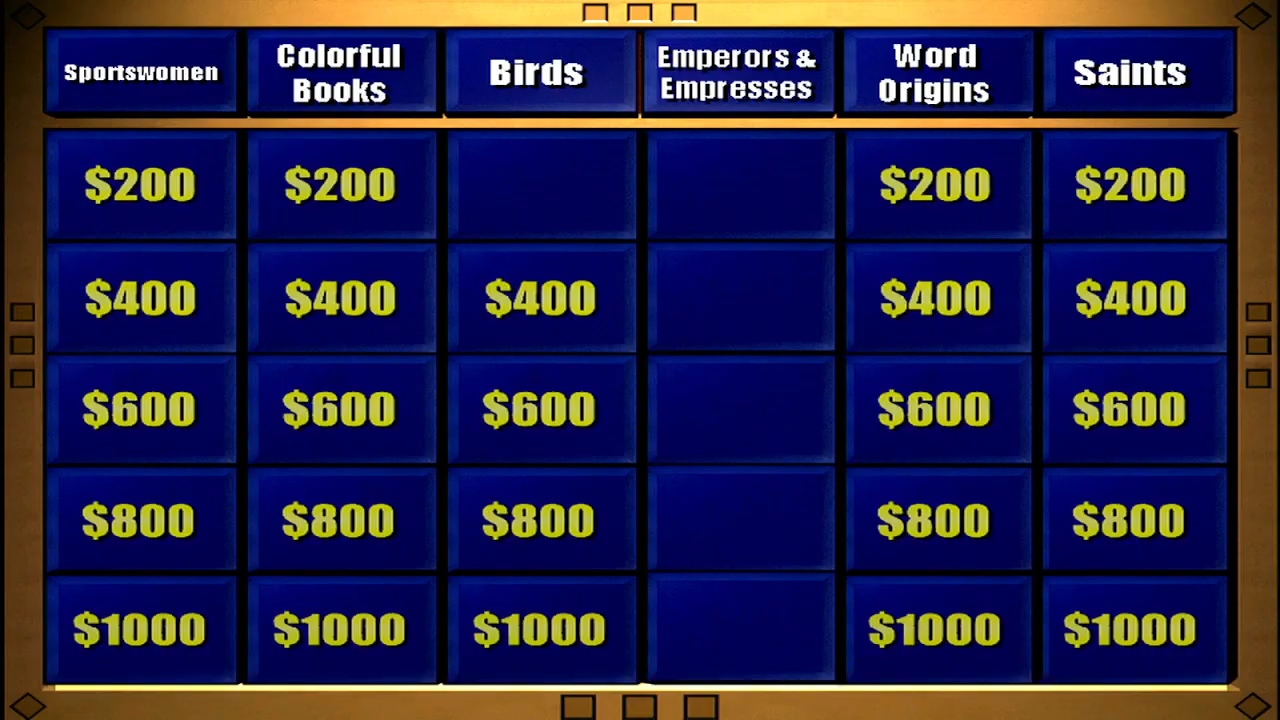 Sportswomen
Colorful
Books
Birds
Emperors &
Empresses
Word
Origins
Saints
$200 $200 $200 $200
$400 $400 $400 $400 $400
$600 $600 $600 $600 $600
$800 $800 $800 $800 $800
$1000 $1000 $1000 $1000 $1000